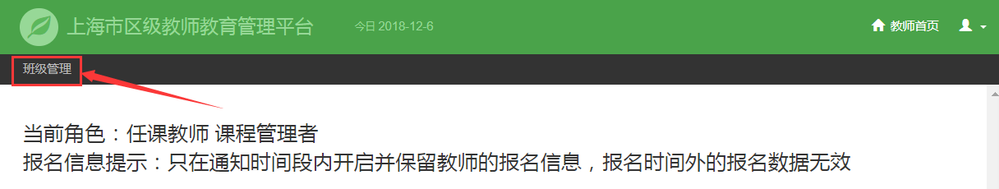 上海市区级教师教育管理平台 今日 2018-12-6 教师首页
班级管理
当前角色：任课教师 课程管理者
报名信息提示：只在通知时间段内开启并保留教师的报名信息，报名时间外的报名数据无效